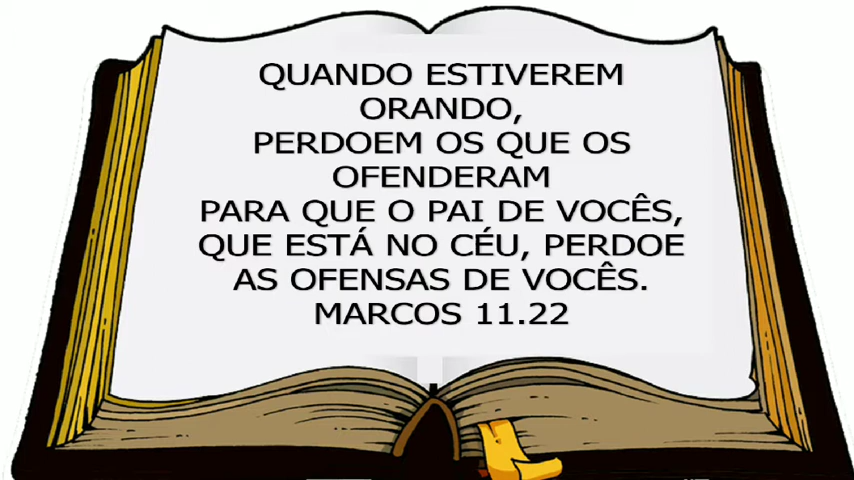 QUANDO ESTIVEREM
ORANDO,
PERDOEM OS QUE OS
OFENDERAM
PARA QUE O PAI DE VOCÊS,
QUE ESTÁ NO CÉU, PERDOE
AS OFENSAS DE VOCÊS.
MARCOS 11.22